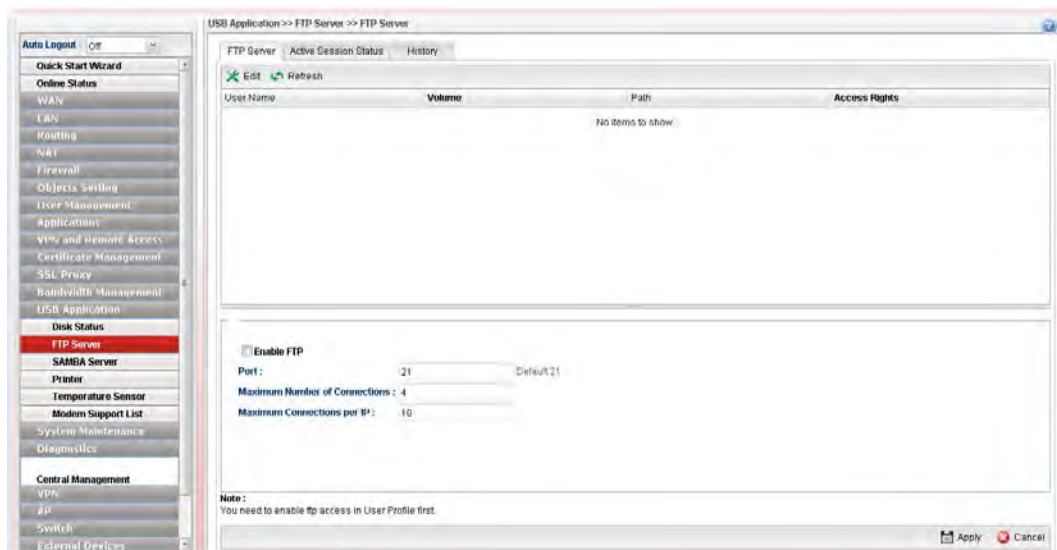 USB Application >> FTP Server >> FTP Server
Auto Logout : Off
Quick Start Wizard
Online Status
WAN
LAN
Routing
NAT
Firewall
Objects Setting
User Management
Applications
VPN and Remote Access
Certificate Management
SSL Proxy
Bandwidth Management
USB Application
Disk Status
FTP Server
SAMBA Server
Printer
Temperature Sensor
Modem Support List
System Maintenance
Diagnostics
Central Management
VPN
AP
Switch
External Devices
FTP Server Active Session Status History
Edit Refresh
User Name Volume Path Access Rights
No items to show.
Enable FTP
Port : 21 Default:21
Maximum Number of Connections : 4
Maximum Connections per IP : 10
Note :
You need to enable ftp access in User Profile first.
Apply Cancel